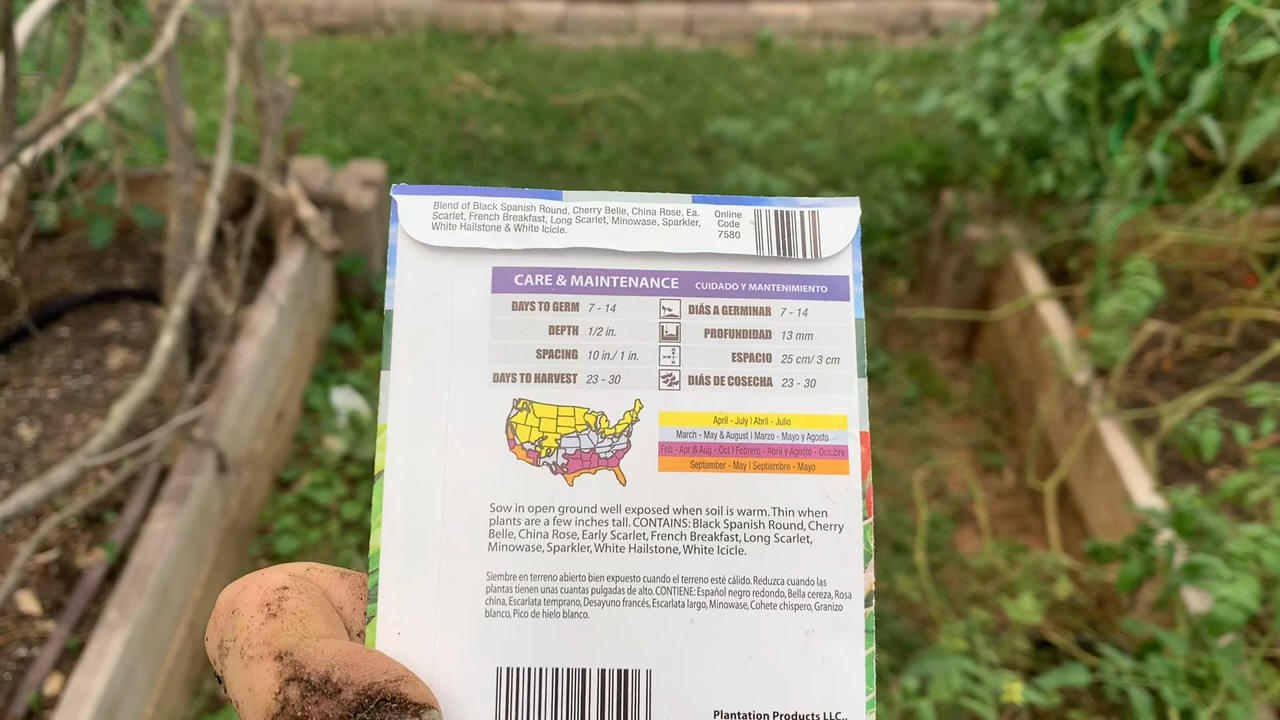 Blend of Black Spanish Round, Cherry Belle, China Rose, Ea.
Scarlet, French Breakfast, Long Scarlet, Minowase, Sparkler,
White Hailstone & White Icicle.
Online
Code
7580
CARE & MAINTENANCE CUIDADO Y MANTENIMIENTO
DAYS TO GERM 7 - 14 DIÁS A GERMINAR 7 - 14
DEPTH 1/2 in. PROFUNDIDAD 13 mm
SPACING 10 in./ 1 in. ESPACIO 25 cm/ 3 cm
DAYS TO HARVEST 23 - 30 DIÁS DE COSECHA 23 - 30
April - July | Abril - Julio
March - May & August | Marzo - Mayo y Agosto
Feb - Apr & Aug - Oct | Febrero - Abril y Agosto - Octubre
September - May | Septiembre - Mayo
Sow in open ground well exposed when soil is warm. Thin when
plants are a few inches tall. CONTAINS: Black Spanish Round, Cherry
Belle, China Rose, Early Scarlet, French Breakfast, Long Scarlet,
Minowase, Sparkler, White Hailstone, White Icicle.
Siembre en terreno abierto bien expuesto cuando el terreno esté cálido. Reduzca cuando las
plantas tienen unas cuantas pulgadas de alto. CONTIENE: Español negro redondo, Bella cereza, Rosa
china, Escarlata temprano, Desayuno francés, Escarlata largo, Minowase, Cohete chispero, Granizo
blanco, Pico de hielo blanco.
Plantation Products LLC.,